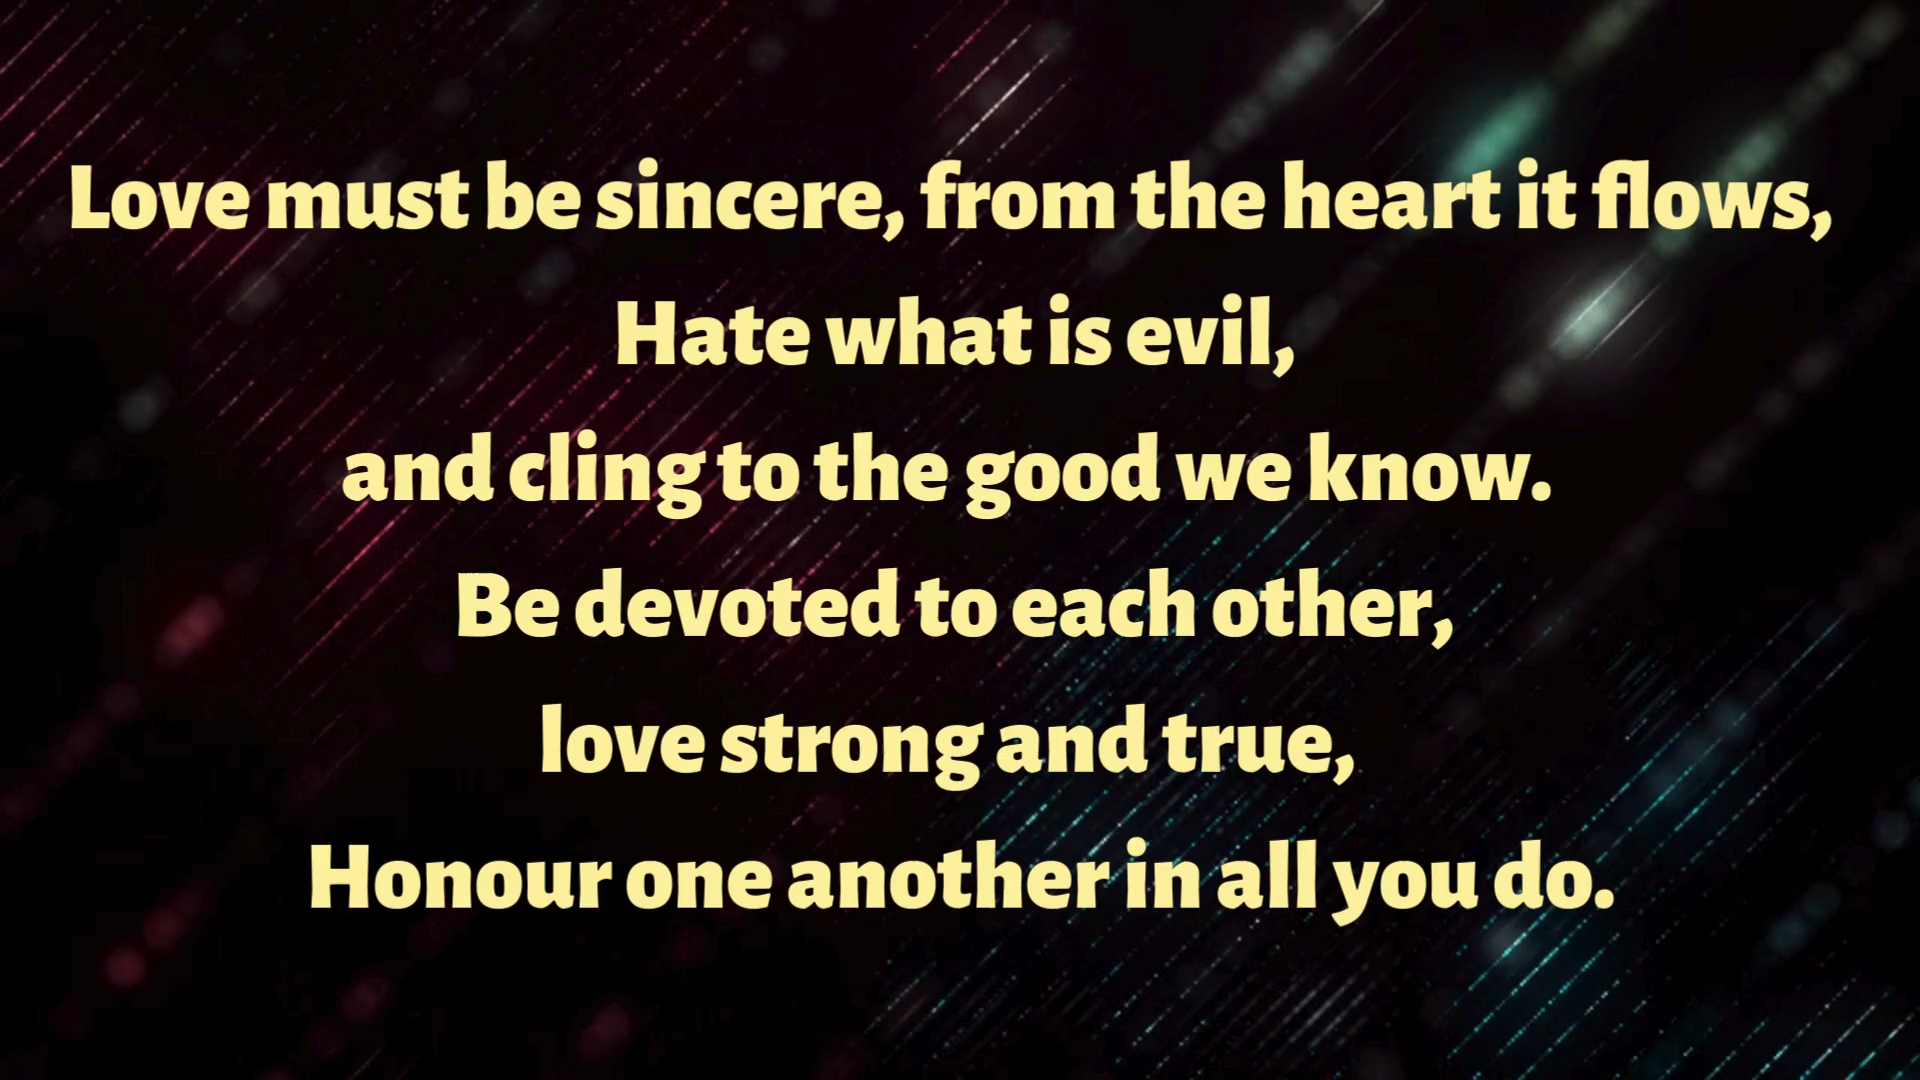 Love must be sincere, from the heart it flows,
Hate what is evil,
and cling to the good we know.
Be devoted to each other,
love strong and true,
Honour one another in all you do.